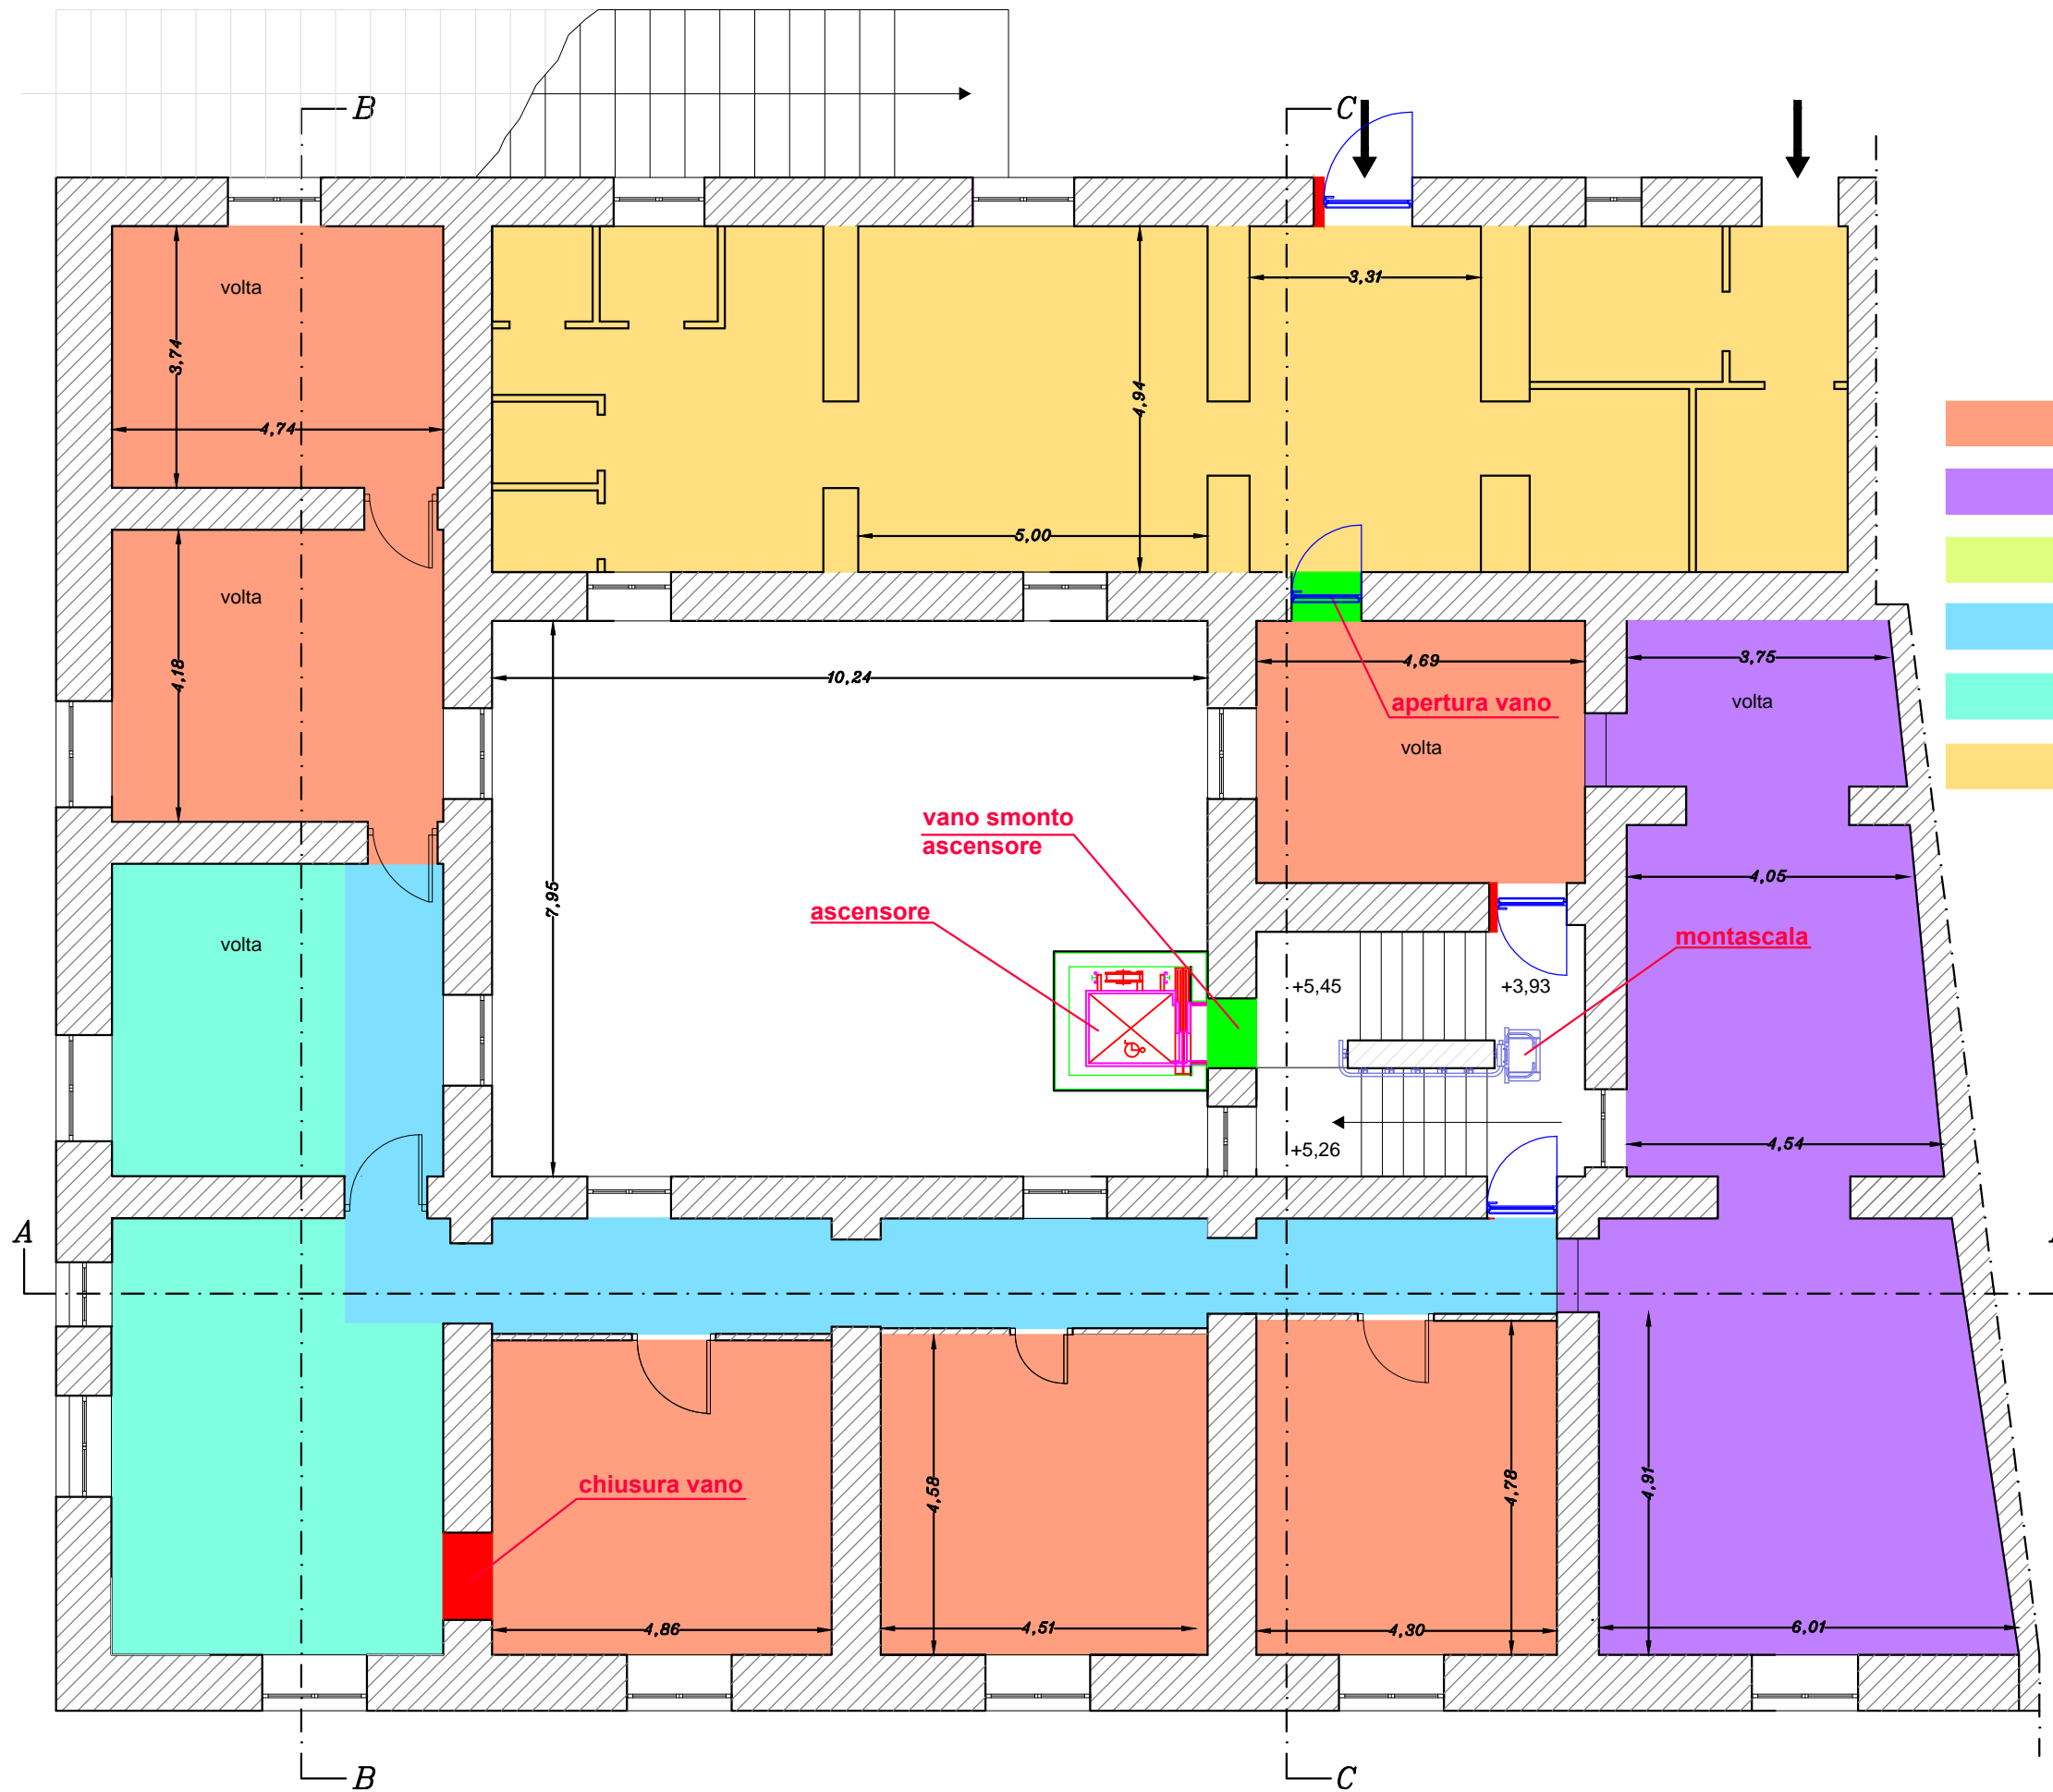 B
C
volta
3,31
3,74
4,94
4,74
5,00
volta
4,18
10,24
4,69
3,75
apertura vano
volta
volta
vano smonto
ascensore
7,95
4,05
ascensore
montascala
volta
+5,45
+3,93
+5,26
4,54
A
chiusura vano
4,58
4,78
4,91
4,86
4,51
4,30
6,01
B
C